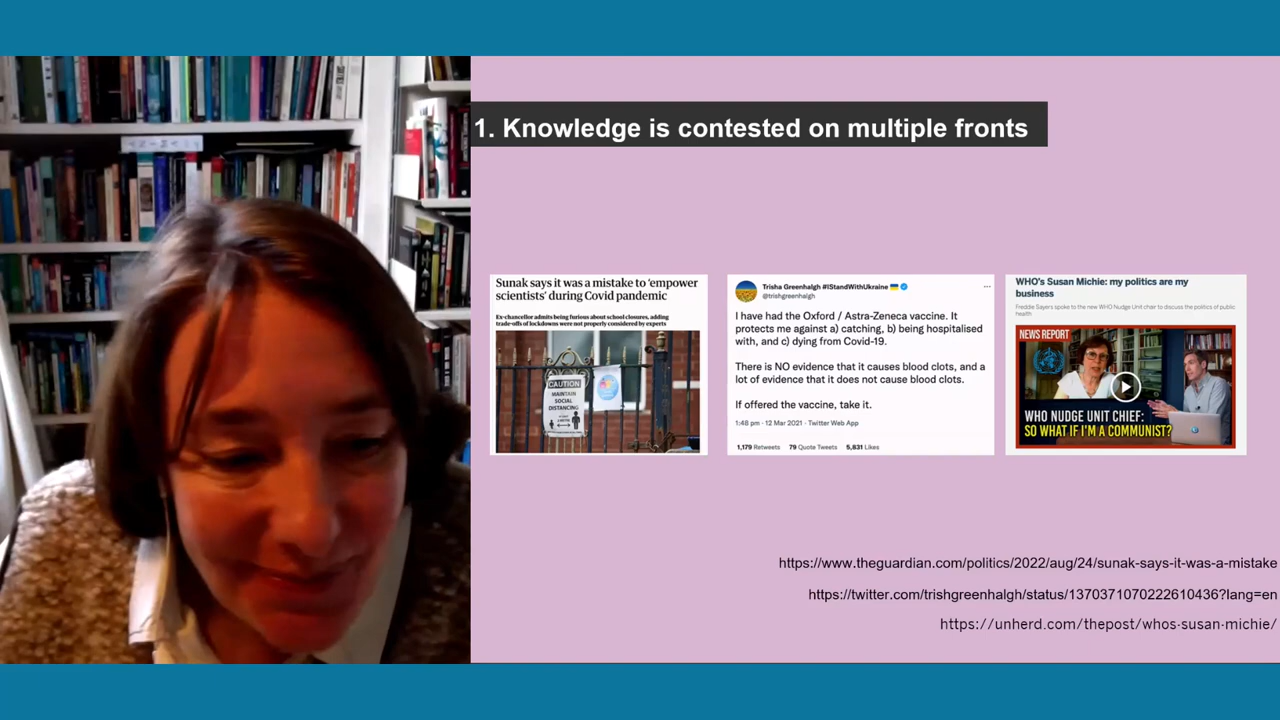 1. Knowledge is contested on multiple fronts
Sunak says it was a mistake to ‘empower
scientists’ during Covid pandemic
Ex-chancellor admits being furious about school closures, adding
trade-offs of lockdowns were not properly considered by experts
CAUTION
MAINTAIN
SOCIAL
DISTANCING
Trisha Greenhalgh #IStandWithUkraine
@trishgreenhalgh
I have had the Oxford / Astra-Zeneca vaccine. It
protects me against a) catching, b) being hospitalised
with, and c) dying from Covid-19.
There is NO evidence that it causes blood clots, and a
lot of evidence that it does not cause blood clots.
If offered the vaccine, take it.
1:48 pm · 12 Mar 2021 · Twitter Web App
1,179 Retweets 79 Quote Tweets 5,831 Likes
WHO's Susan Michie: my politics are my
business
Freddie Sayers spoke to the new WHO Nudge Unit chair to discuss the politics of public
health
NEWS REPORT
WHO NUDGE UNIT CHIEF:
SO WHAT IF I'M A COMMUNIST?
https://www.theguardian.com/politics/2022/aug/24/sunak-says-it-was-a-mistake
https://twitter.com/trishgreenhalgh/status/1370371070222610436?lang=en
https://unherd.com/thepost/whos-susan-michie/